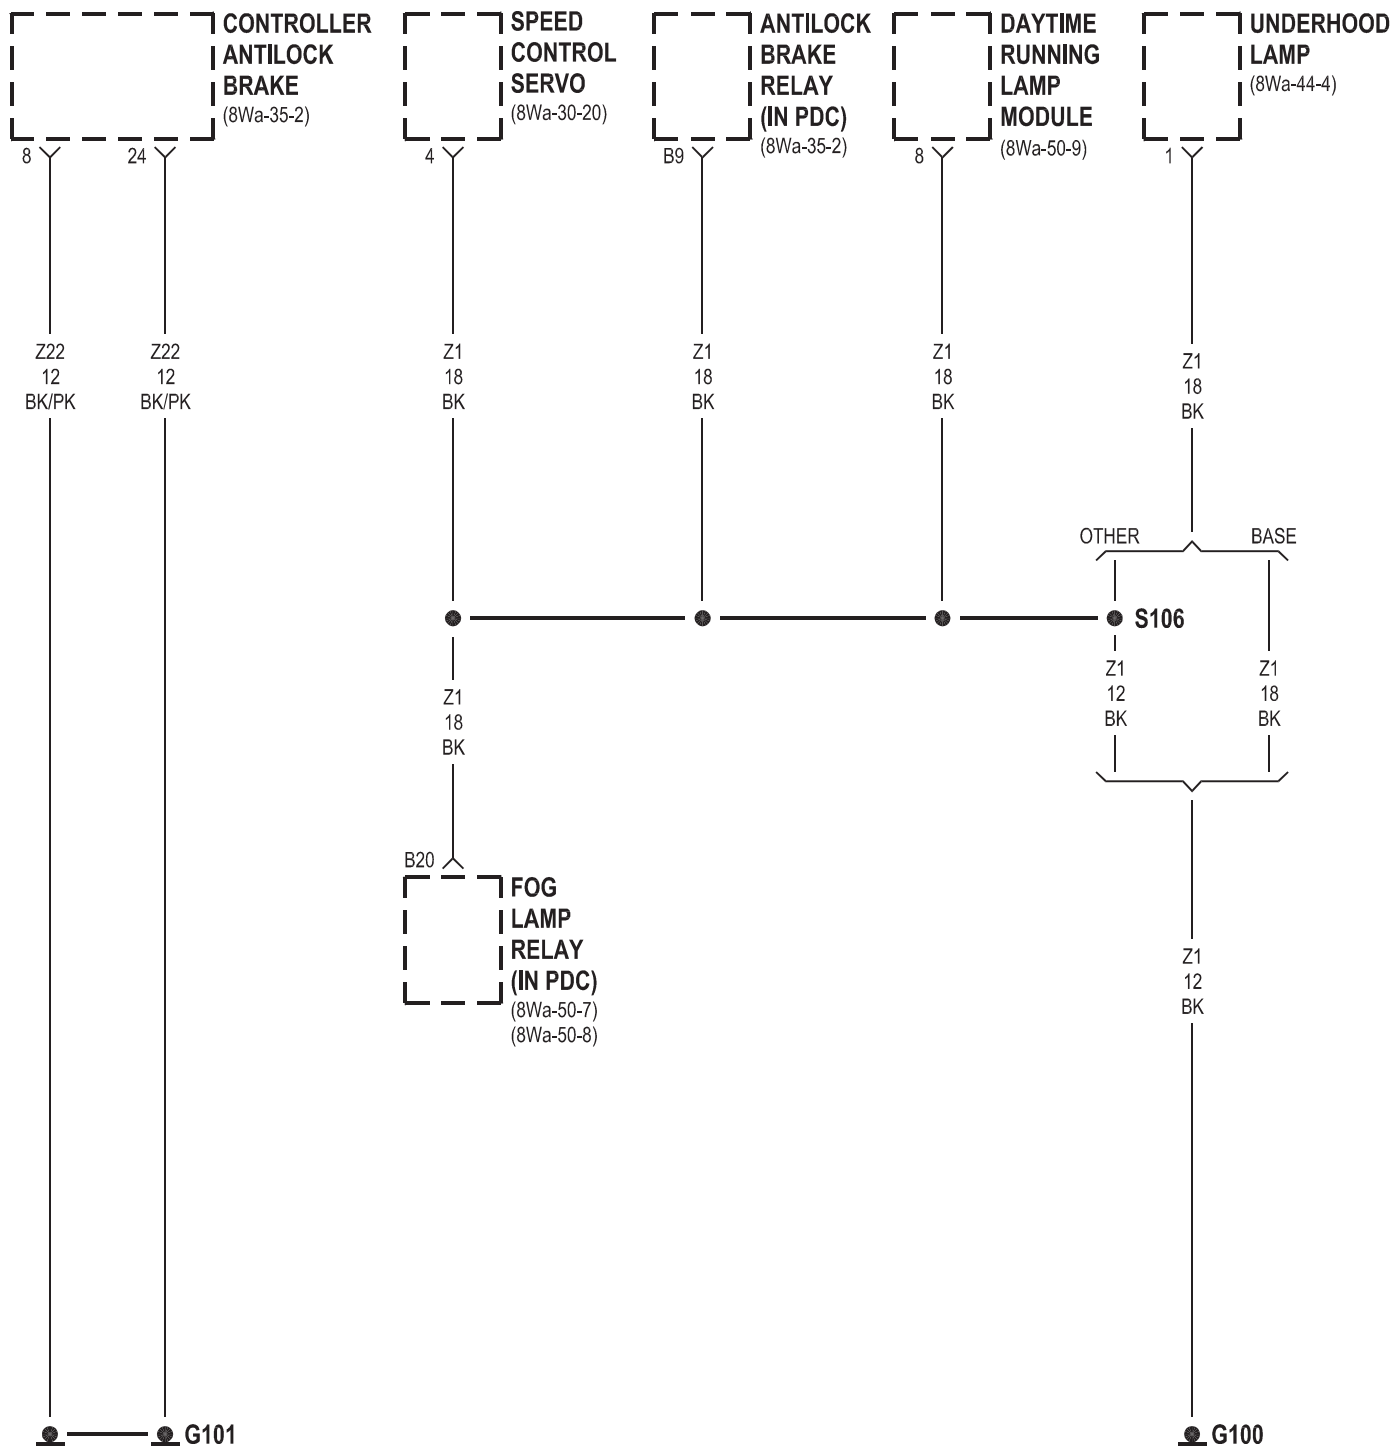 CONTROLLER
ANTILOCK
BRAKE
(8Wa-35-2)
8
24
SPEED
CONTROL
SERVO
(8Wa-30-20)
4
ANTILOCK
BRAKE
RELAY
(IN PDC)
(8Wa-35-2)
B9
DAYTIME
RUNNING
LAMP
MODULE
(8Wa-50-9)
8
UNDERHOOD
LAMP
(8Wa-44-4)
1
Z22
12
BK/PK
Z22
12
BK/PK
Z1
18
BK
Z1
18
BK
Z1
18
BK
Z1
18
BK
OTHER
BASE
S106
Z1
18
BK
Z1
12
BK
Z1
18
BK
B20
FOG
LAMP
RELAY
(IN PDC)
(8Wa-50-7)
(8Wa-50-8)
Z1
12
BK
G101
G100